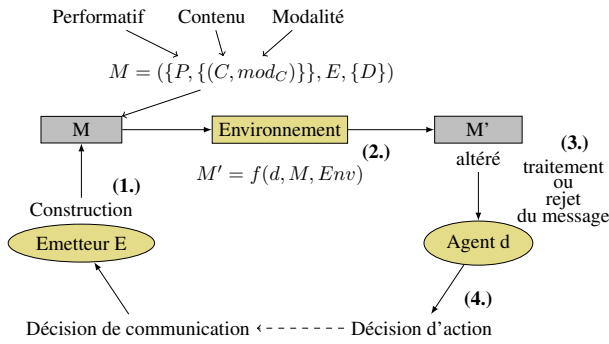 Performatif Contenu Modalité
M = ({P, {(C, mod_C)}}, E, {D})
M Environnement M'
(2.) (3.)
altéré
M' = f(d, M, Env)
traitement
ou
rejet
du message
(1.)
Construction
Emetteur E Agent d
(4.)
Décision de communication Décision d'action